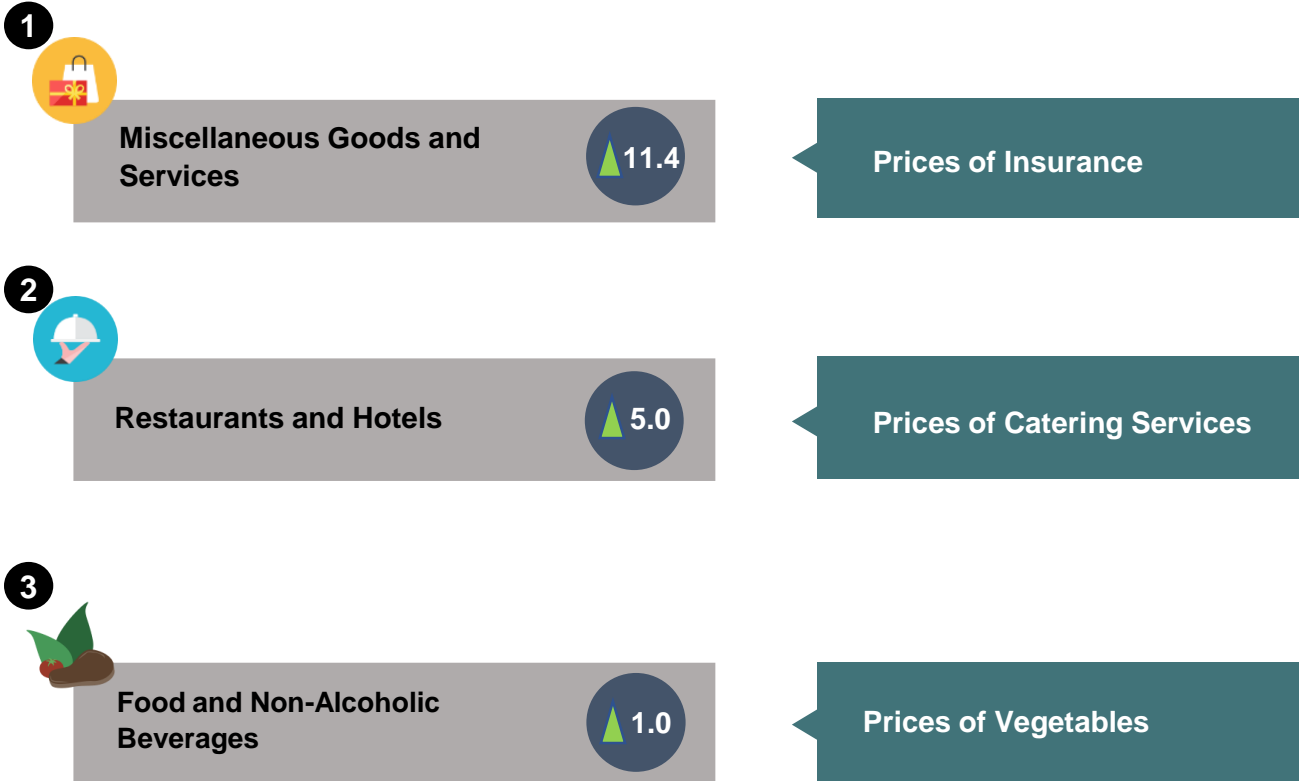 1
Miscellaneous Goods and
Services
11.4
Prices of Insurance
2
Restaurants and Hotels
5.0
Prices of Catering Services
3
Food and Non-Alcoholic
Beverages
1.0
Prices of Vegetables